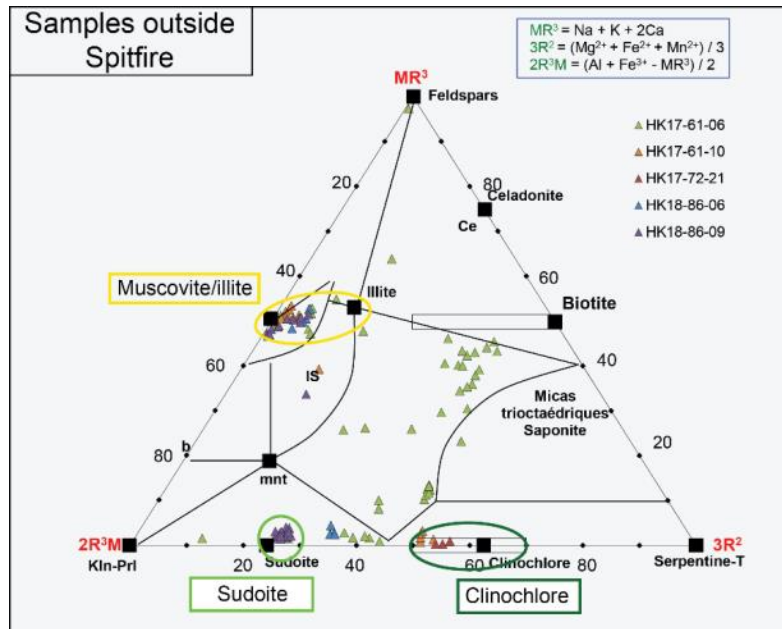 Samples outside
Spitfire
MR³ = Na + K + 2Ca
3R² = (Mg²⁺ + Fe²⁺ + Mn²⁺) / 3
2R³M = (Al + Fe³⁺ - MR³) / 2
MR³
Feldspars
HK17-61-06
HK17-61-10
HK17-72-21
HK18-86-06
HK18-86-09
20
80
Celadonite
Ce
40
60
Muscovite/illite
Illite
Biotite
60
40
IS
Micas
trioctaédriques
Saponite
80
b
20
mnt
2R³M
3R²
Kln-Prl
20
Sudoite
40
60
Clinochlore
80
Serpentine-T
Sudoite
Clinochlore